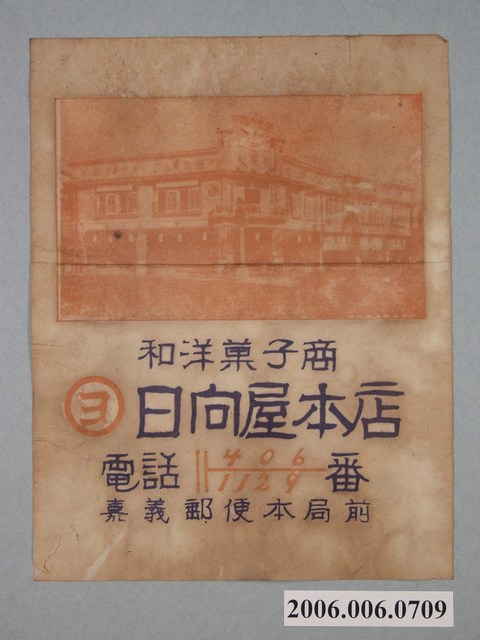 和洋菓子商
ヨ 日向屋本店
電話 406 1129 番
嘉義郵便本局前
2006.006.0709